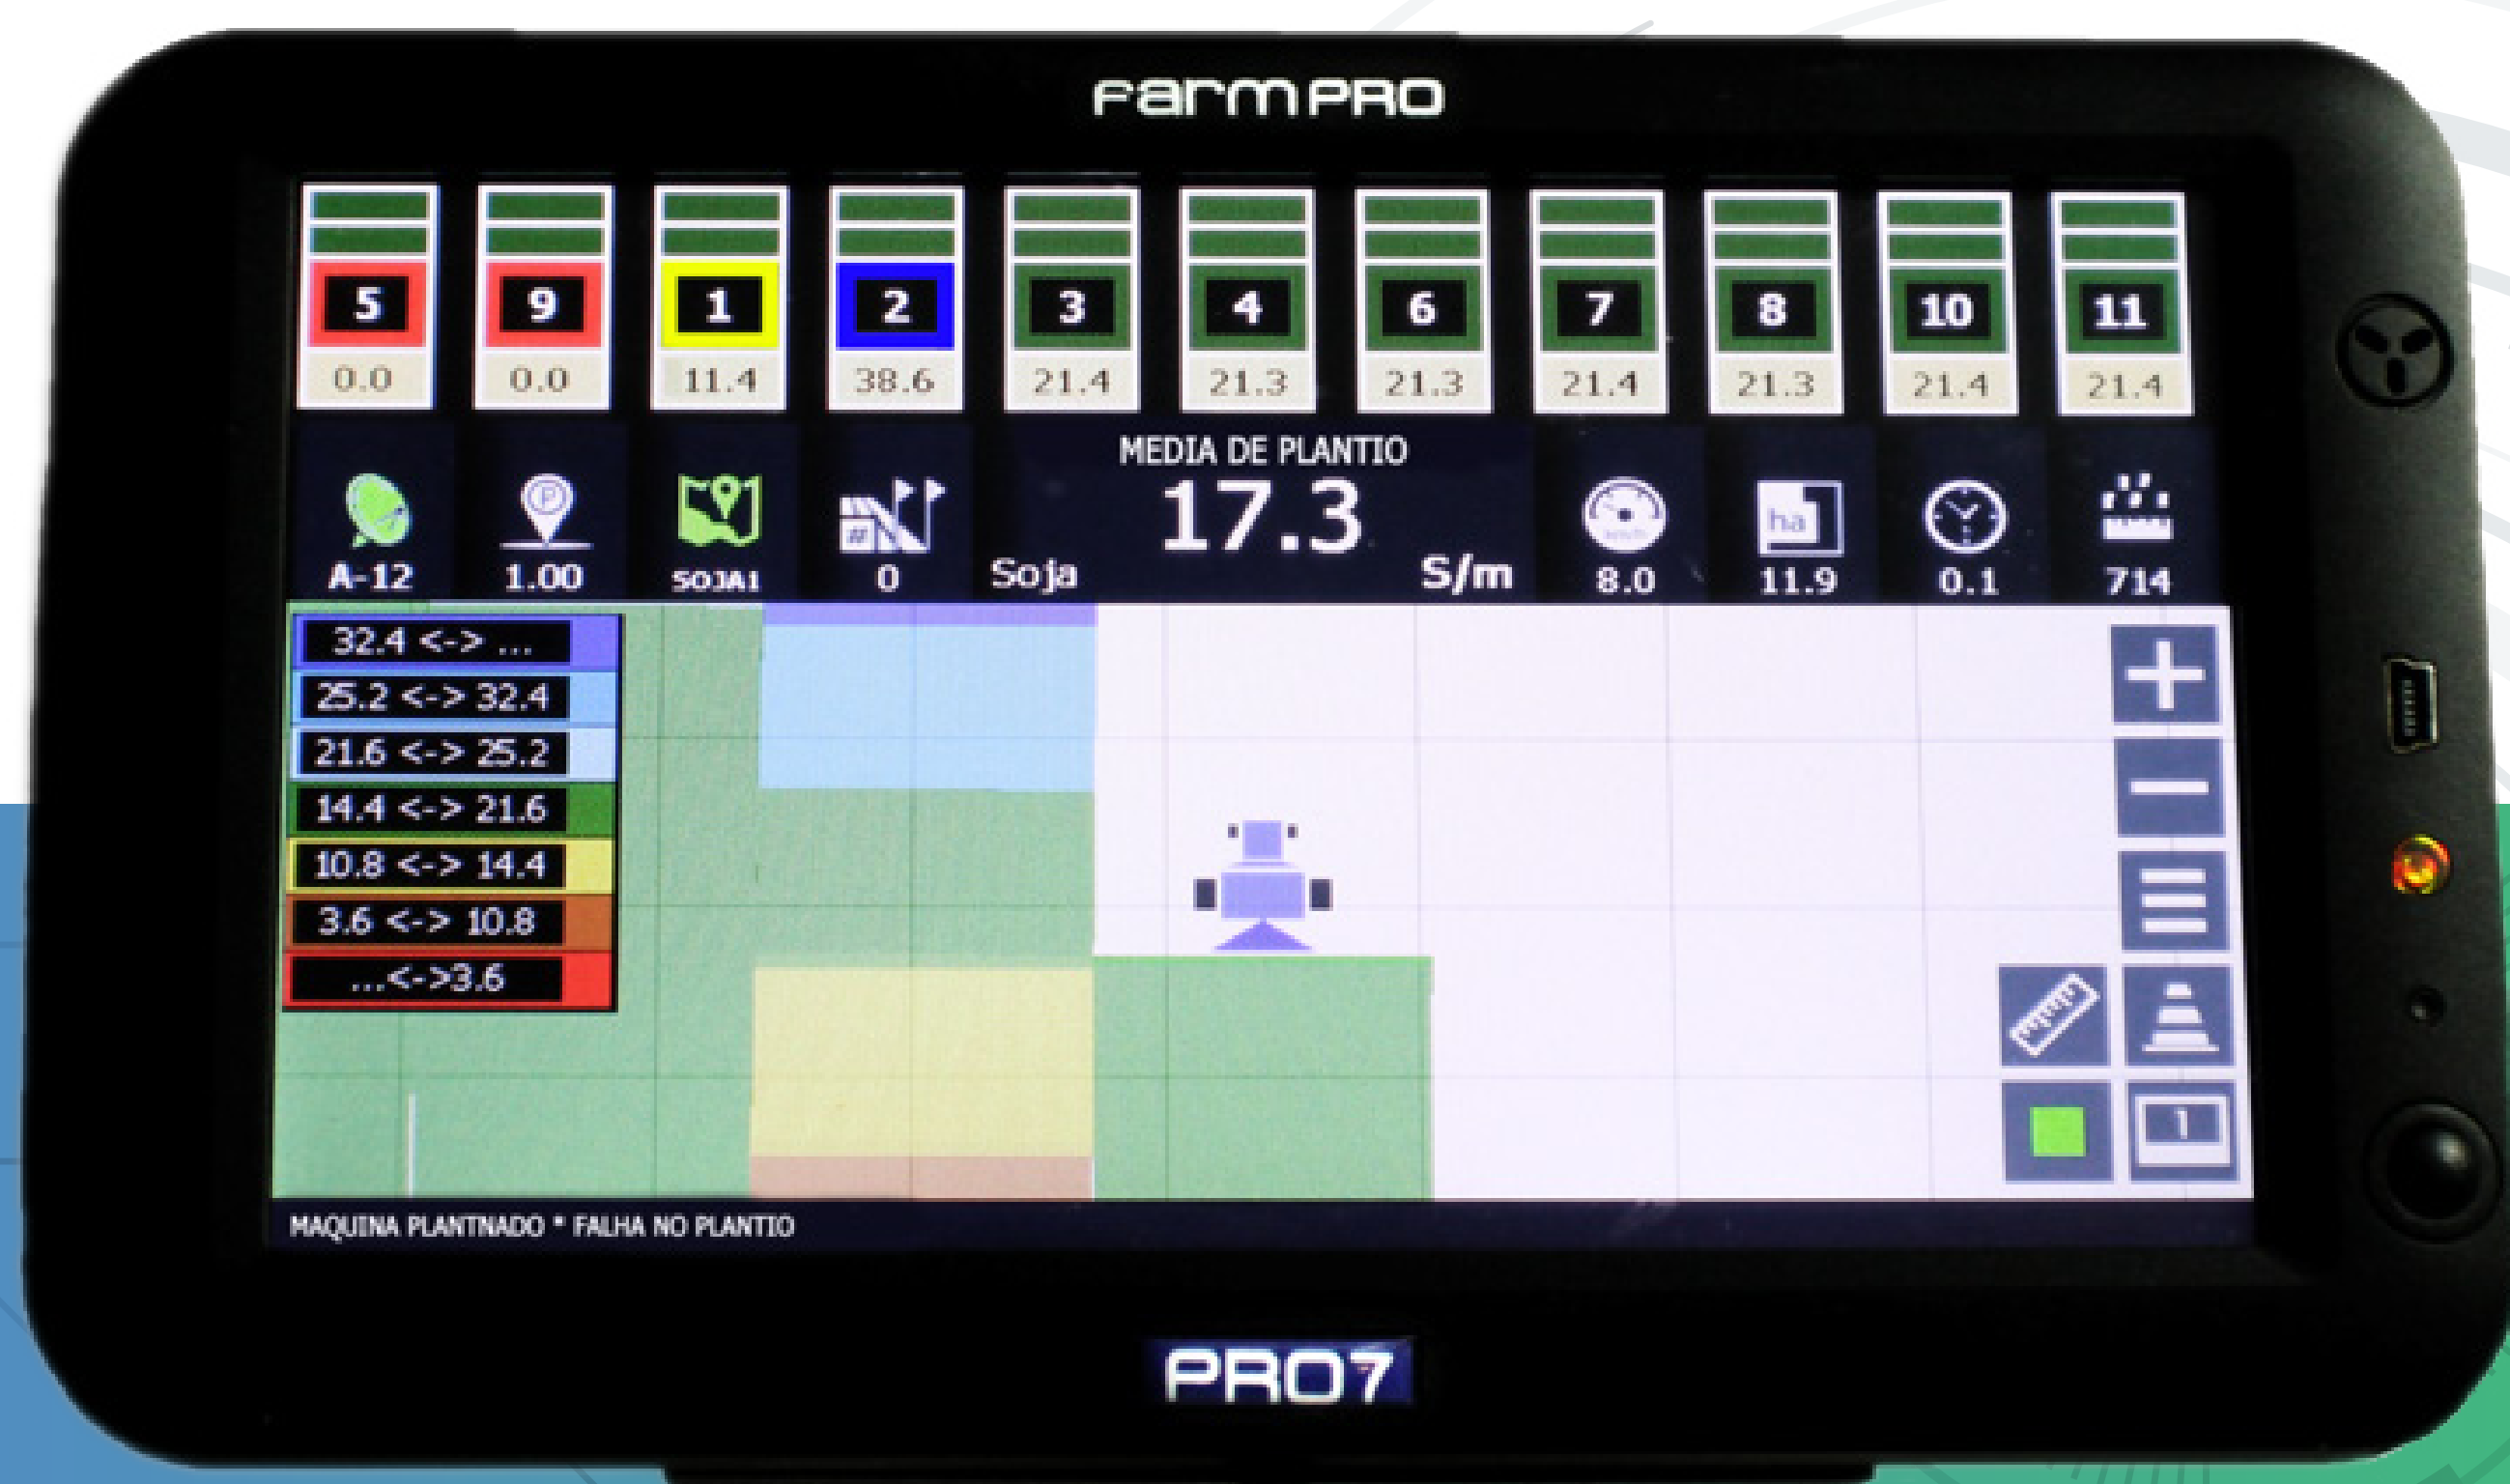 Farm PRO
5 9 1 2 3 4 6 7 8 10 11
0.0 0.0 11.4 38.6 21.4 21.3 21.3 21.4 21.3 21.4 21.4
MEDIA DE PLANTIO
17.3
A-12 1.00 SOJA1 0 Soja S/m 8.0 11.9 0.1 714
P
#
ha
32.4 <-> ...
25.2 <-> 32.4
21.6 <-> 25.2
14.4 <-> 21.6
10.8 <-> 14.4
3.6 <-> 10.8
...<->3.6
1
MAQUINA PLANTNADO * FALHA NO PLANTIO
PRO7